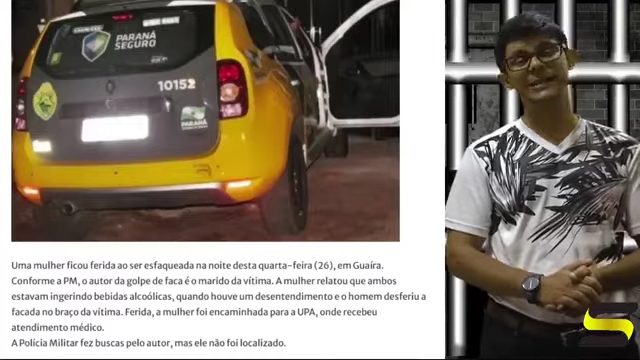 PARANÁ
SEGURO
10152
PARANÁ
Uma mulher ficou ferida ao ser esfaqueada na noite desta quarta-feira (26), em Guaíra.
Conforme a PM, o autor da golpe de faca é o marido da vítima. A mulher relatou que ambos
estavam ingerindo bebidas alcoólicas, quando houve um desentendimento e o homem desferiu a
facada no braço da vítima. Ferida, a mulher foi encaminhada para a UPA, onde recebeu
atendimento médico.
A Polícia Militar fez buscas pelo autor, mas ele não foi localizado.